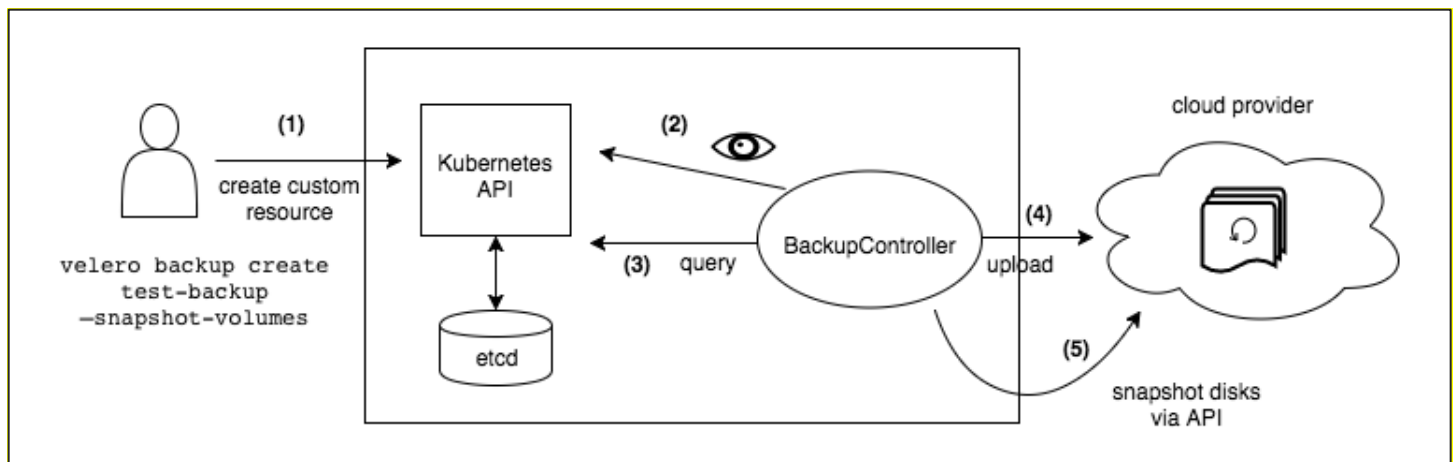 (1)
create custom
resource
velero backup create
test-backup
—snapshot-volumes
Kubernetes
API
etcd
(2)
(3)
query
BackupController
(4)
upload
(5)
snapshot disks
via API
cloud provider